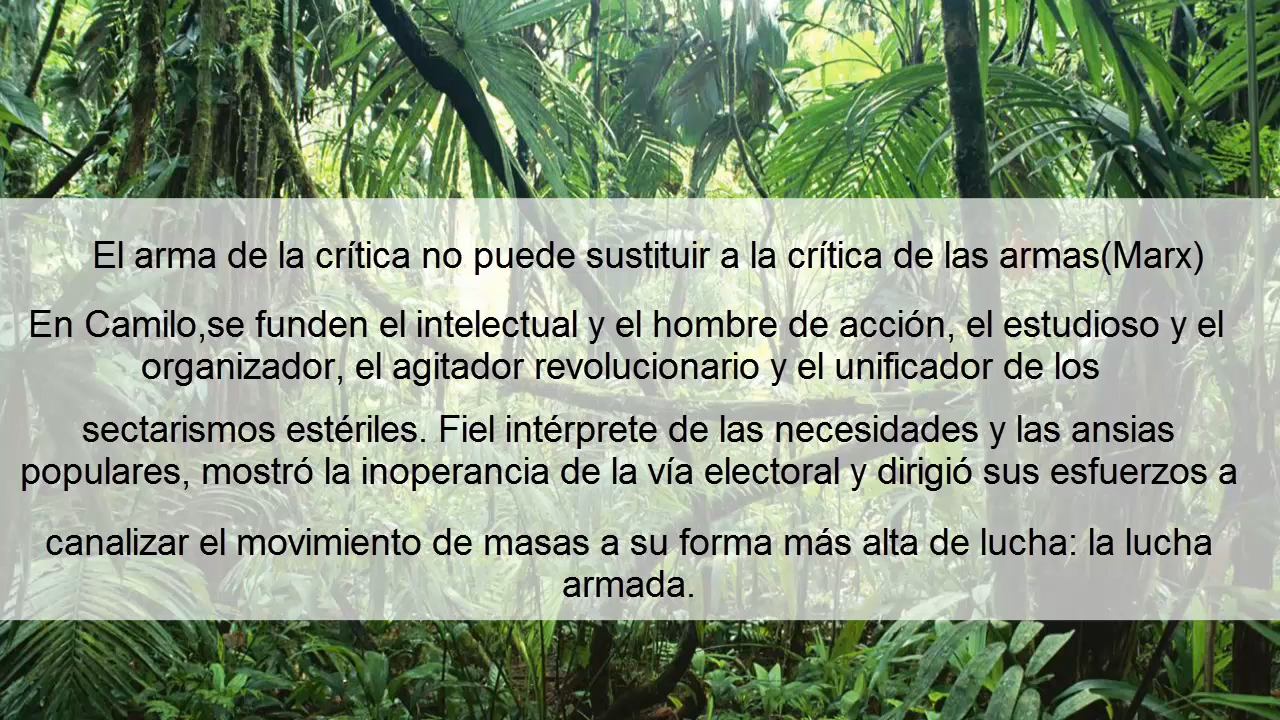 El arma de la crítica no puede sustituir a la crítica de las armas(Marx)
En Camilo,se funden el intelectual y el hombre de acción, el estudioso y el
organizador, el agitador revolucionario y el unificador de los
sectarismos estériles. Fiel intérprete de las necesidades y las ansias
populares, mostró la inoperancia de la vía electoral y dirigió sus esfuerzos a
canalizar el movimiento de masas a su forma más alta de lucha: la lucha
armada.